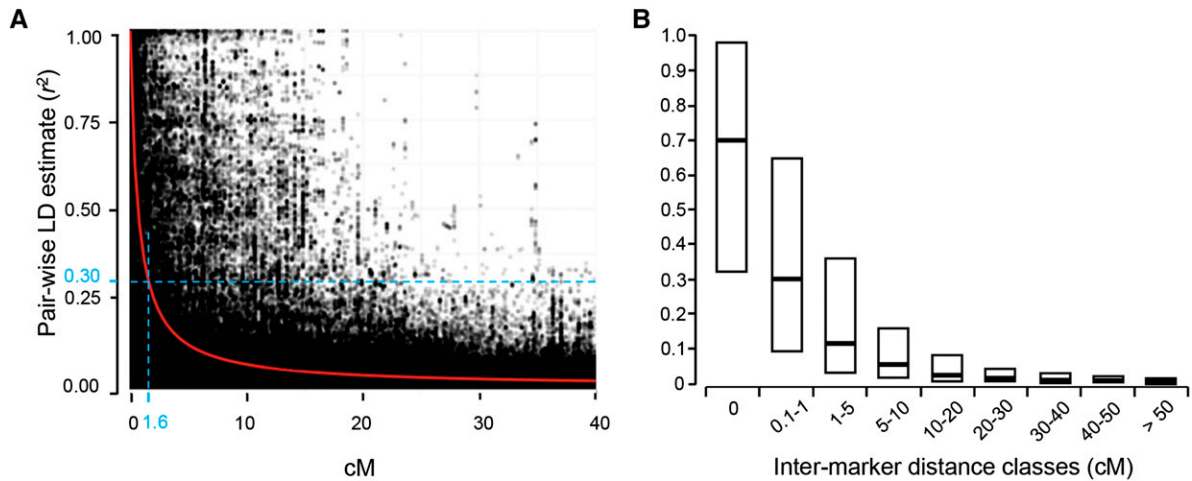 A
Pair-wise LD estimate (r²)
1.00
0.75
0.50
0.30
0.25
0.00
0 1.6 10 20 30 40
cM
B
1.0
0.9
0.8
0.7
0.6
0.5
0.4
0.3
0.2
0.1
0
0 0.1-1 1-5 5-10 10-20 20-30 30-40 40-50 > 50
Inter-marker distance classes (cM)